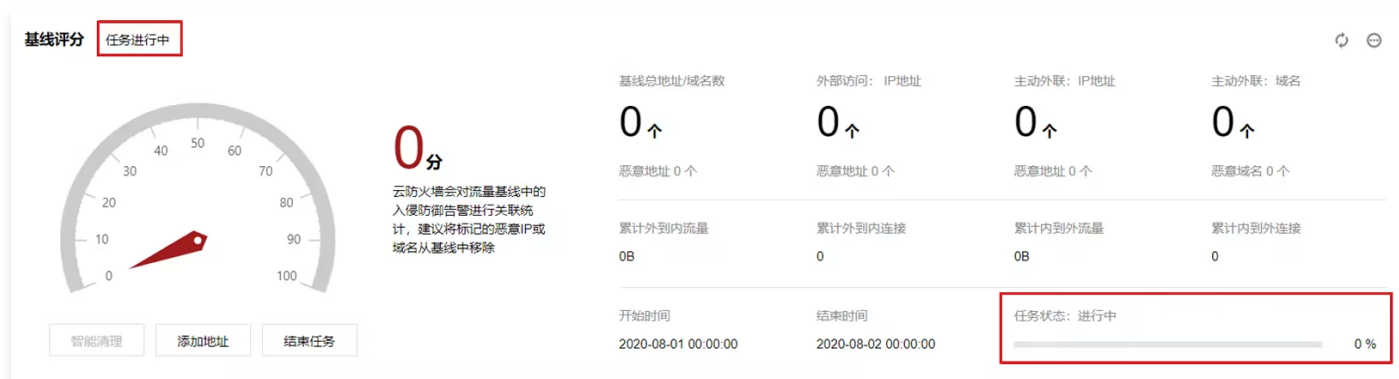 基线评分 任务进行中
0
10
20
30
40
50
60
70
80
90
100
0分
云防火墙会对流量基线中的
入侵防御告警进行关联统
计，建议将标记的恶意IP或
域名从基线中移除
智能清理 添加地址 结束任务
基线总地址/域名数 外部访问： IP地址 主动外联：IP地址 主动外联：域名
0个 0个 0个 0个
恶意地址 0 个 恶意地址 0 个 恶意地址 0 个 恶意域名 0 个
累计外到内流量 累计外到内连接 累计内到外流量 累计内到外连接
0B 0 0B 0
开始时间 结束时间 任务状态：进行中
2020-08-01 00:00:00 2020-08-02 00:00:00 0 %